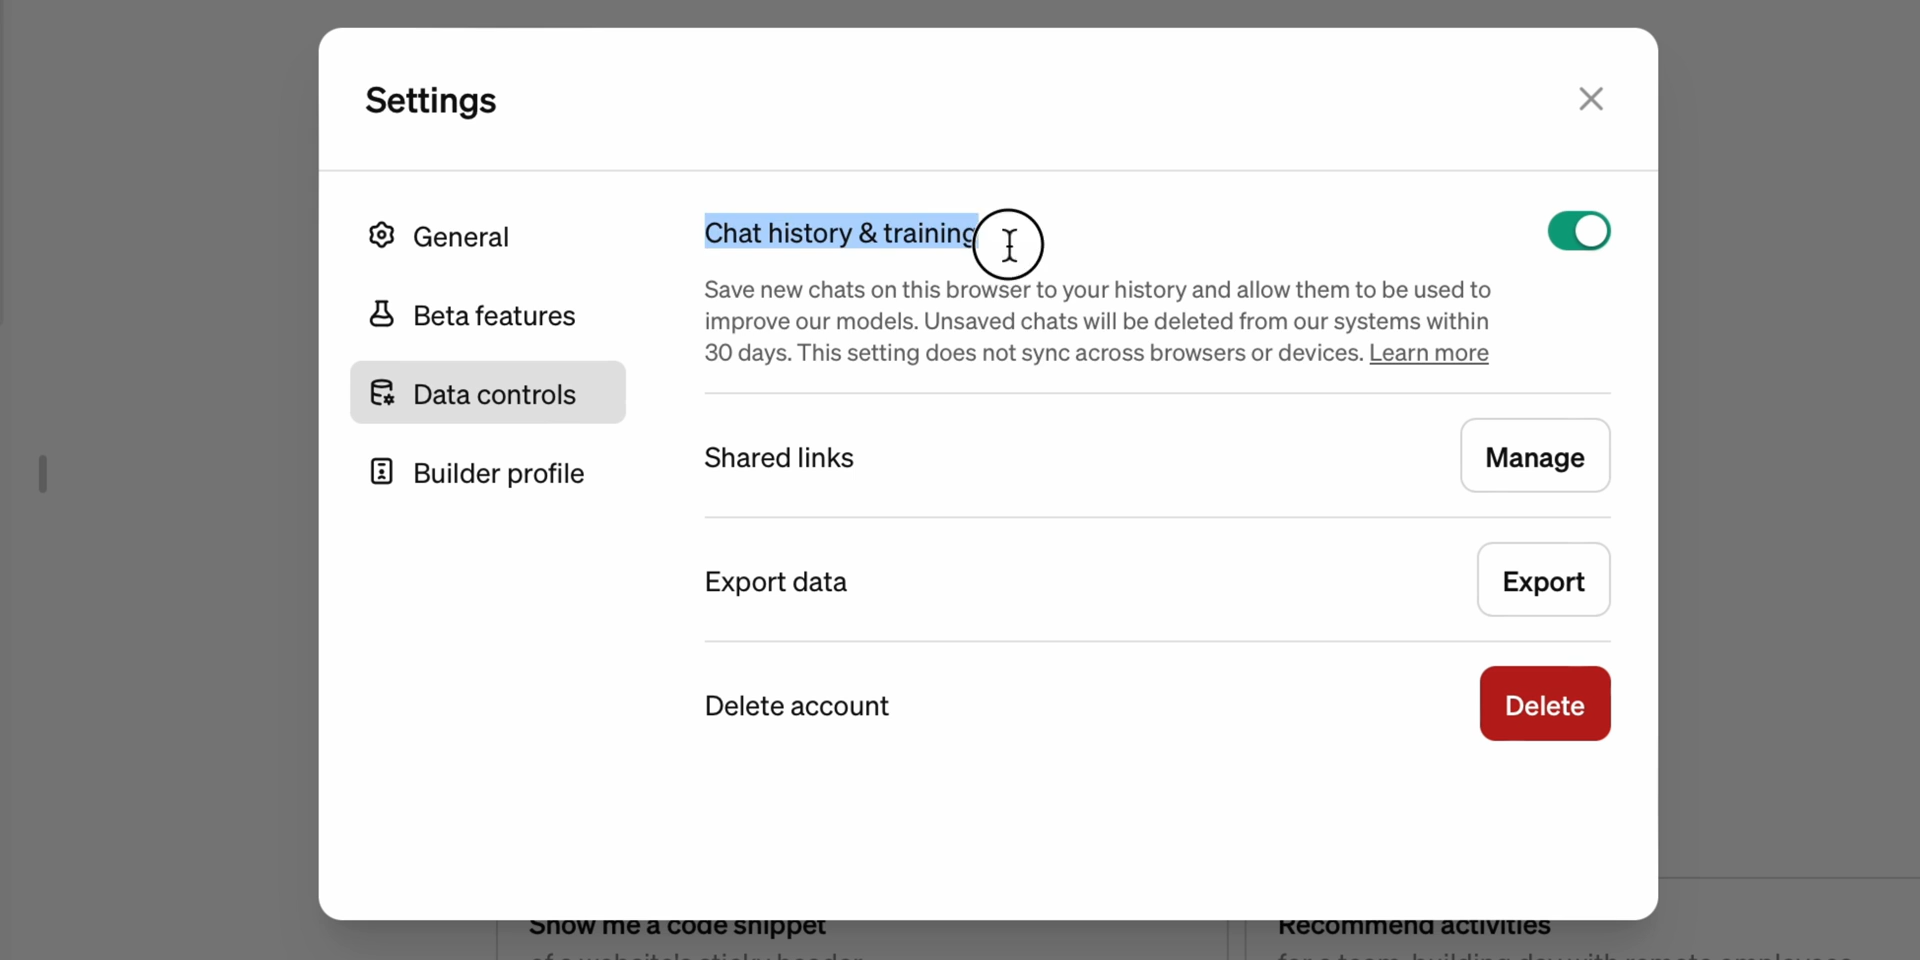 Settings
General
Beta features
Data controls
Builder profile
Chat history & training
Save new chats on this browser to your history and allow them to be used to
improve our models. Unsaved chats will be deleted from our systems within
30 days. This setting does not sync across browsers or devices. Learn more
Shared links
Manage
Export data
Export
Delete account
Delete
Show me a code snippet
Recommend activities